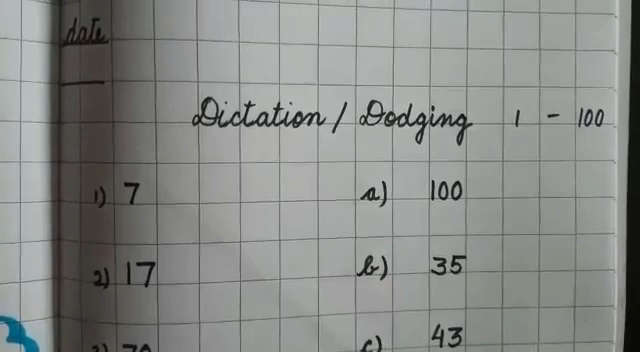 date
Dictation / Dodging 1 - 100
1) 7 a) 100
2) 17 b) 35
c) 43